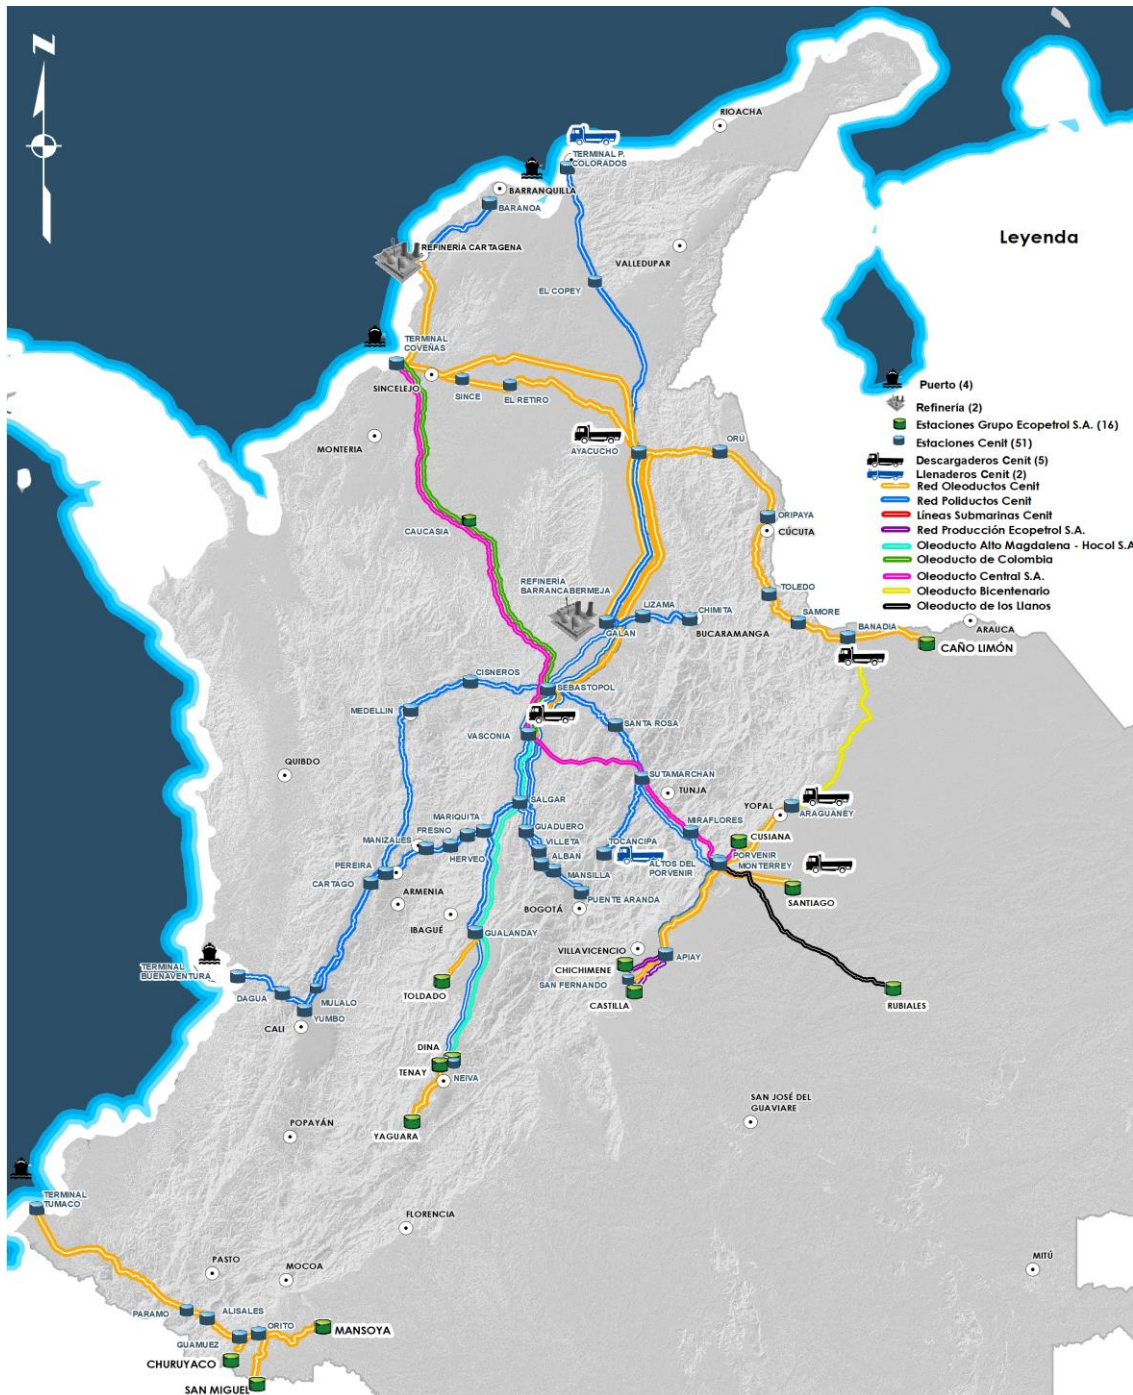 N
RIOACHA
TERMINAL P.
COLORADOS
BARRANQUILLA
BARANOA
REFINERÍA CARTAGENA
VALLEDUPAR
EL COPEY
Leyenda
TERMINAL
COVEÑAS
SINCELEJO
SINCE
EL RETIRO
MONTERIA
AYACUCHO
ORÚ
Puerto (4)
Refinería (2)
Estaciones Grupo Ecopetrol S.A. (16)
Estaciones Cenit (51)
Descargaderos Cenit (5)
Llenaderos Cenit (2)
Red Oleoductos Cenit
Red Poliductos Cenit
Líneas Submarinas Cenit
Red Producción Ecopetrol S.A.
Oleoducto Alto Magdalena - Hocol S.A
Oleoducto de Colombia
Oleoducto Central S.A.
Oleoducto Bicentenario
Oleoducto de los Llanos
CAUCASIA
ORIPAYA
CÚCUTA
REFINERÍA
BARRANCABERMEJA
TOLEDO
LIZAMA
CHIMITA
GALAN
BUCARAMANGA
SAMORE
BANADIA
ARAUCA
CAÑO LIMÓN
CISNEROS
SEBASTOPOL
MEDELLIN
SANTA ROSA
VASCONIA
QUIBDO
SUTAMARCHAN
TUNJA
SALGAR
YOPAL
ARAGUANEY
MARIQUITA
FRESNO
MANIZALES
HERVEO
GUADUERO
VILLETA
ALBAN
MANSILLA
TOCANCIPA
MIRAFLORES
CUSIANA
ALTOS DEL
PORVENIR
PORVENIR
MONTERREY
PEREIRA
CARTAGO
ARMENIA
PUENTE ARANDA
BOGOTÁ
SANTIAGO
IBAGUÉ
GUALANDAY
VILLAVICENCIO
APIAY
CHICHIMENE
SAN FERNANDO
CASTILLA
TERMINAL
BUENAVENTURA
DAGUA
MULALO
YUMBO
CALI
TOLDADO
RUBIALES
DINA
TENAY
NEIVA
YAGUARA
POPAYÁN
SAN JOSÉ DEL
GUAVIARE
TERMINAL
TUMACO
FLORENCIA
PASTO
MOCOA
MITÚ
PARAMO
ALISALES
ORITO
GUAMUEZ
MANSOYA
CHURUYACO
SAN MIGUEL